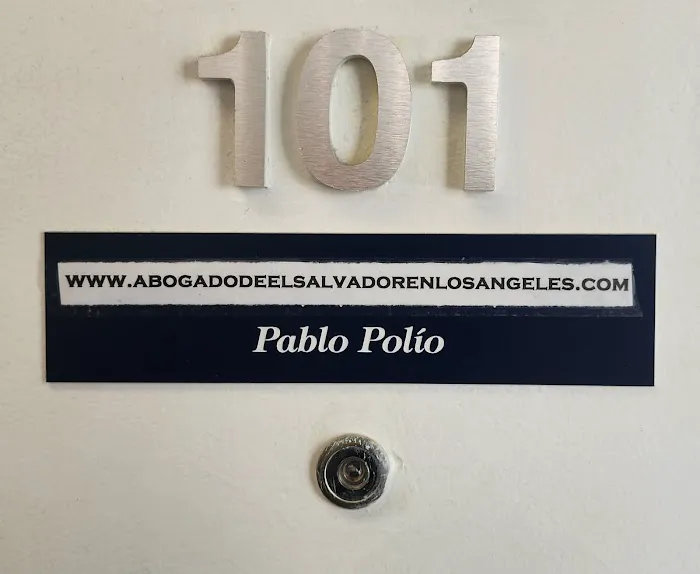 101
WWW.ABOGADODEELSALVADORENLOSANGELES.COM
Pablo Polío